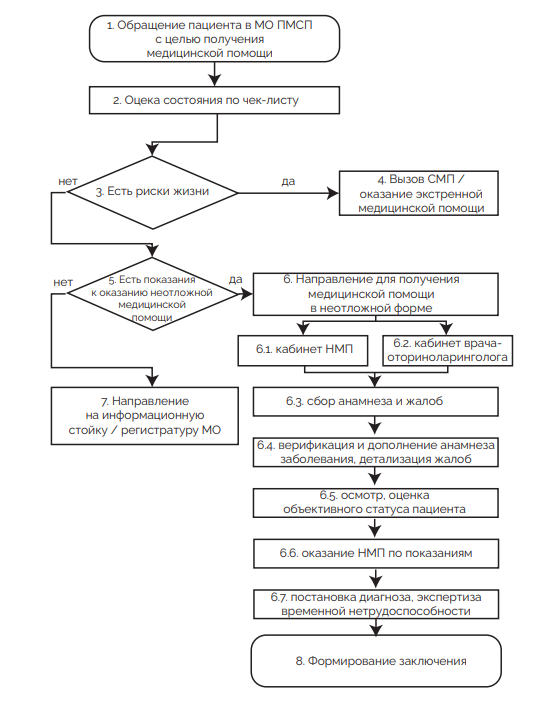 1. Обращение пациента в МО ПМСП
с целью получения
медицинской помощи
2. Оцека состояния по чек-листу
нет
3. Есть риски жизни
да
4. Вызов СМП /
оказание экстренной
медицинской помощи
нет
5. Есть показания
к оказанию неотложной
медицинской
помощи
да
6. Направление для получения
медицинской помощи
в неотложной форме
6.1. кабинет НМП
6.2. кабинет врача-
оториноларинголога
7. Направление
на информационную
стойку / регистратуру МО
6.3. сбор анамнеза и жалоб
6.4. верификация и дополнение анамнеза
заболевания, детализация жалоб
6.5. осмотр, оценка
объективного статуса пациента
6.6. оказание НМП по показаниям
6.7. постановка диагноза, экспертиза
временной нетрудоспособности
8. Формирование заключения